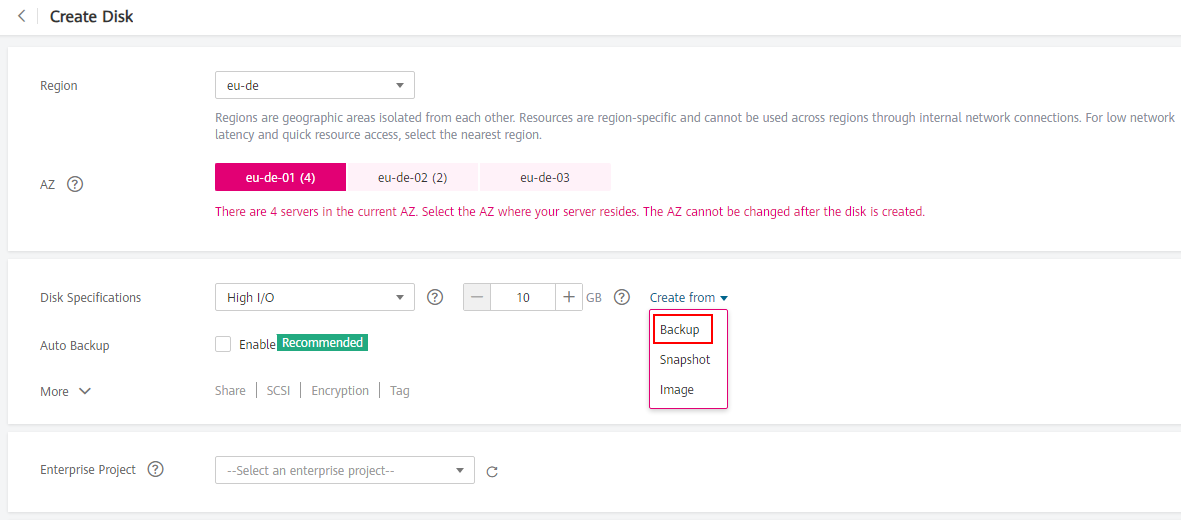 Create Disk
Region
eu-de
Regions are geographic areas isolated from each other. Resources are region-specific and cannot be used across regions through internal network connections. For low network
latency and quick resource access, select the nearest region.
AZ ?
eu-de-01 (4) eu-de-02 (2) eu-de-03
There are 4 servers in the current AZ. Select the AZ where your server resides. The AZ cannot be changed after the disk is created.
Disk Specifications High I/O ? − 10 + GB ? Create from
Backup
Snapshot
Image
Auto Backup Enable Recommended
More Share | SCSI | Encryption | Tag
Enterprise Project ? --Select an enterprise project--